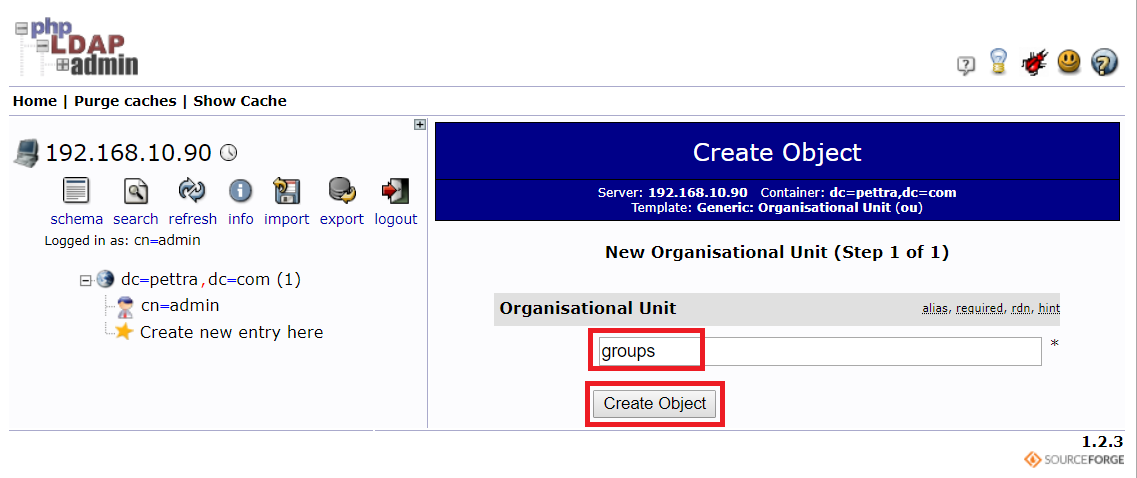 php
LDAP
admin
Home | Purge caches | Show Cache
192.168.10.90
schema search refresh info import export logout
Logged in as: cn=admin
dc=pettra,dc=com (1)
cn=admin
Create new entry here
Create Object
Server: 192.168.10.90 Container: dc=pettra,dc=com
Template: Generic: Organisational Unit (ou)
New Organisational Unit (Step 1 of 1)
Organisational Unit alias, required, rdn, hint
groups *
Create Object
1.2.3
SOURCEFORGE